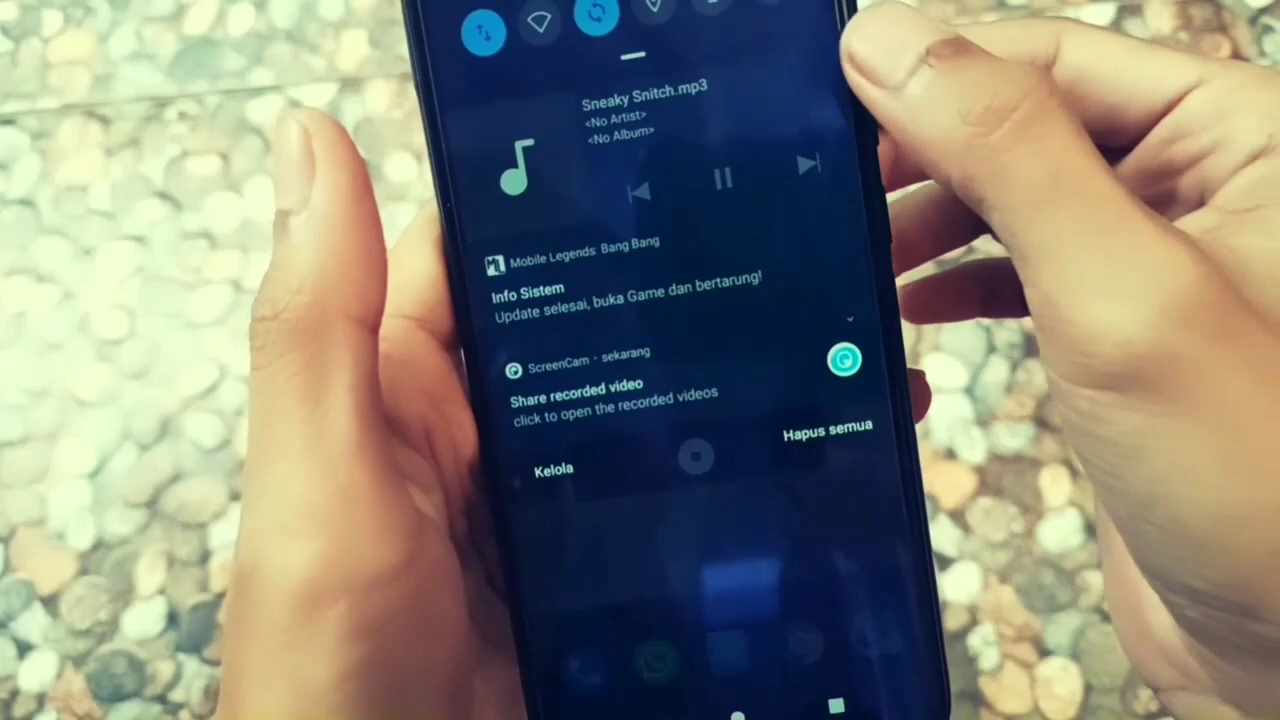 Sneaky Snitch.mp3
<No Artist>
<No Album>
Mobile Legends: Bang Bang
Info Sistem
Update selesai, buka Game dan bertarung!
ScreenCam · sekarang
Share recorded video
click to open the recorded videos
Hapus semua
Kelola